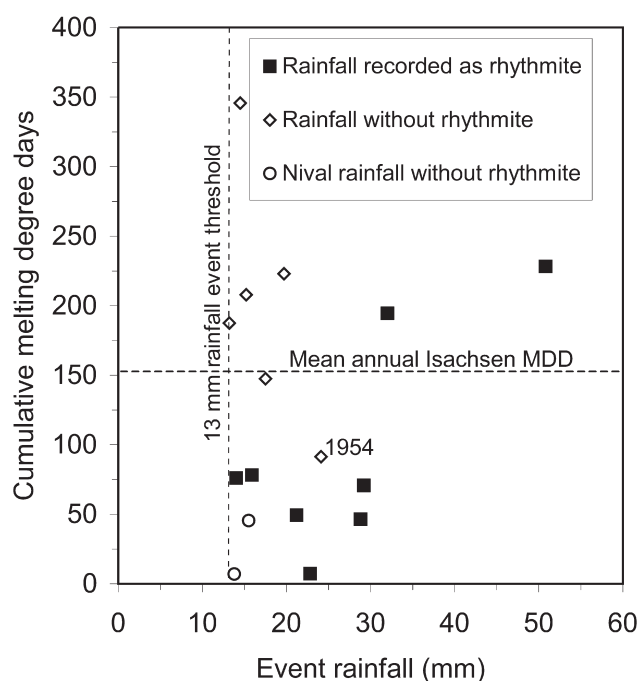 400
350
300
250
200
150
100
50
0
Cumulative melting degree days
Rainfall recorded as rhythmite
Rainfall without rhythmite
Nival rainfall without rhythmite
13 mm rainfall event threshold
Mean annual Isachsen MDD
1954
0 10 20 30 40 50 60
Event rainfall (mm)